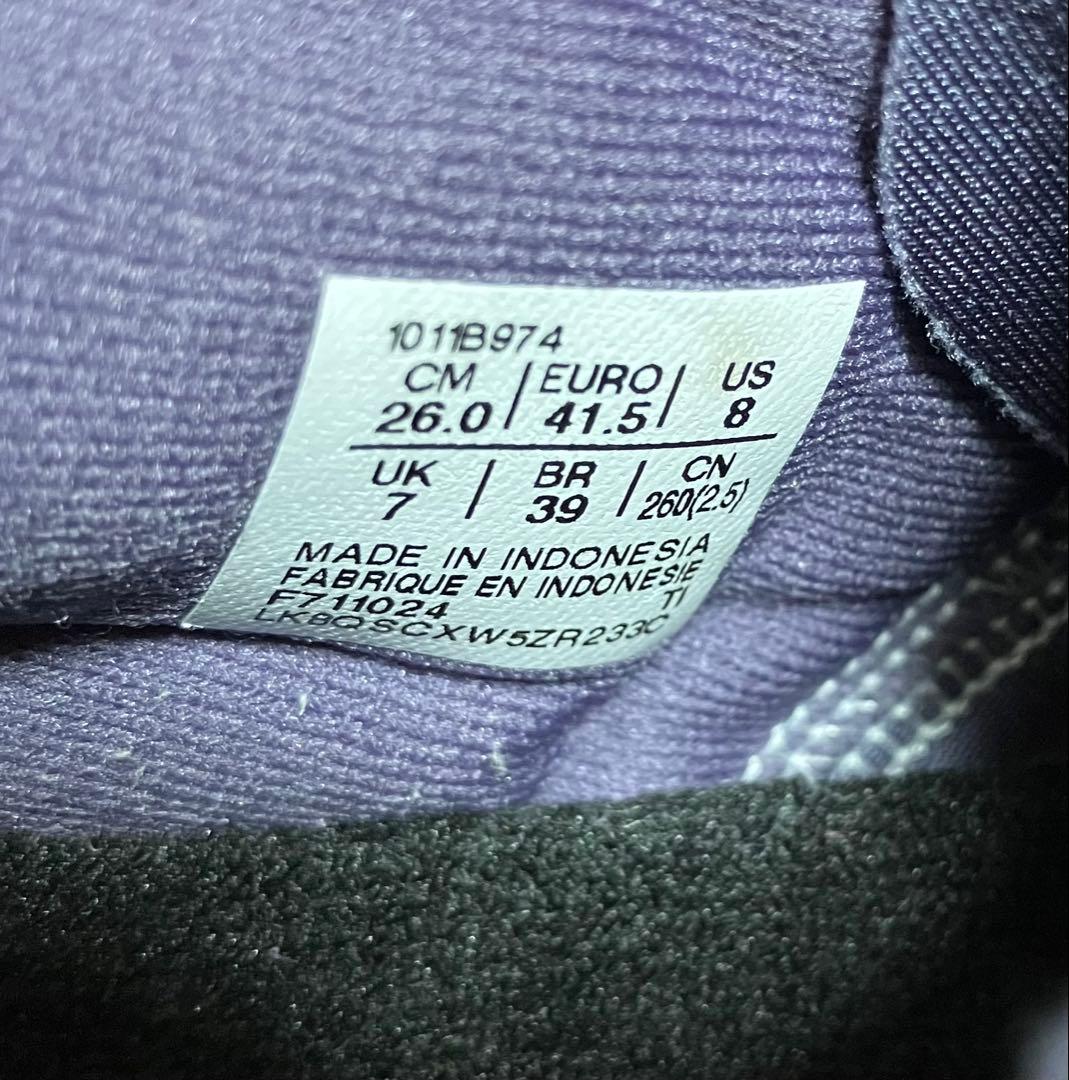 1011B974
CM / EURO / US
26.0 41.5 8
UK / BR / CN
7 39 260(2.5)
MADE IN INDONESIA
FABRIQUE EN INDONESIE
F711024 TI
LK8QSCXW5ZR233C